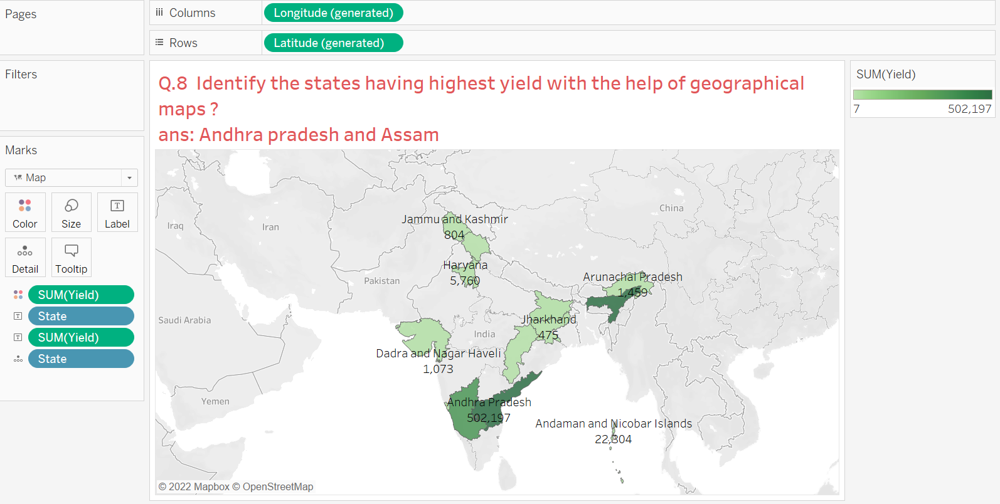 Pages
Columns
Longitude (generated)
Rows
Latitude (generated)
Filters
Marks
Map
Color
Size
Label
Detail
Tooltip
SUM(Yield)
State
SUM(Yield)
State
Q.8 Identify the states having highest yield with the help of geographical
maps ?
ans: Andhra pradesh and Assam
China
Iraq
Iran
Jammu and Kashmir
804
Haryana
5,760
Pakistan
Arunachal Pradesh
1,459
Saudi Arabia
Jharkhand
475
India
Dadra and Nagar Haveli
1,073
Yemen
Andhra Pradesh
502,197
Andaman and Nicobar Islands
22,304
© 2022 Mapbox © OpenStreetMap
SUM(Yield)
7 502,197